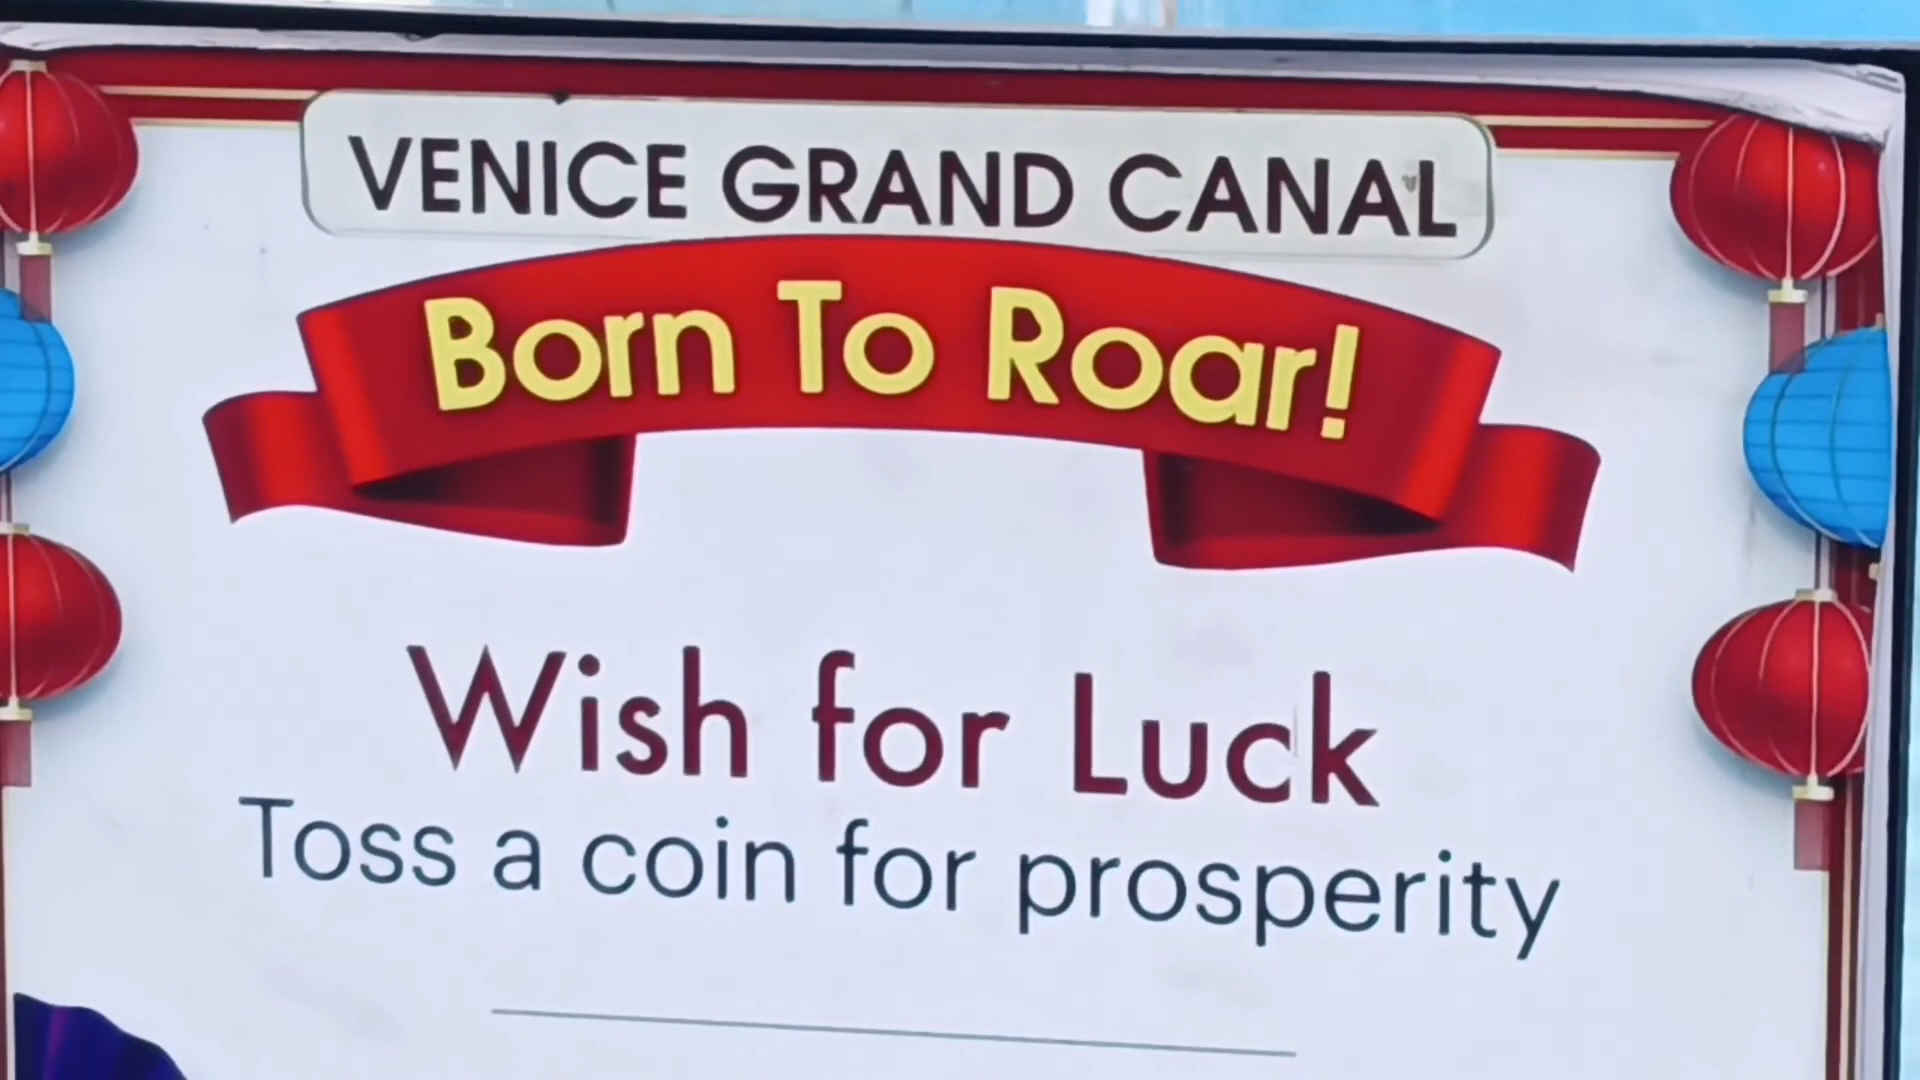 VENICE GRAND CANAL
Born To Roar!
Wish for Luck
Toss a coin for prosperity